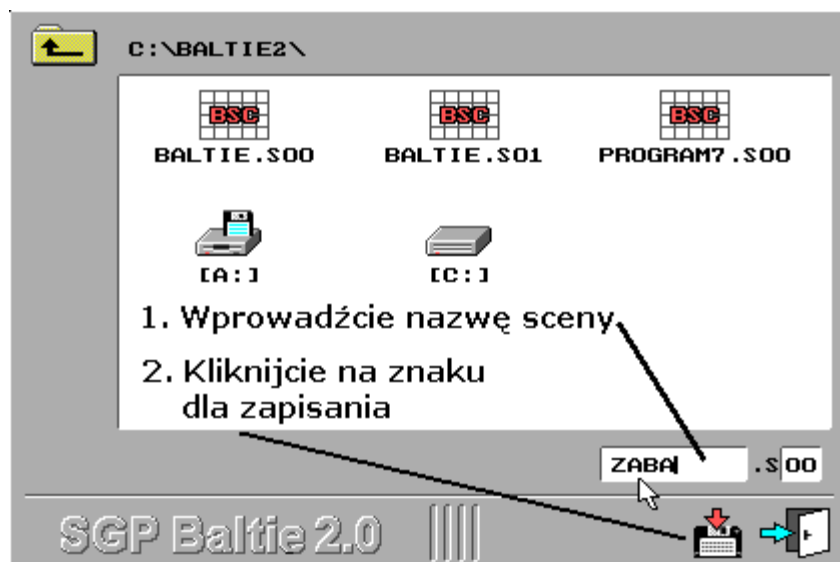 C:\BALTIE2\
BSC BSC BSC
BALTIE.S00 BALTIE.S01 PROGRAM7.S00
[A:] [C:]
1. Wprowadźcie nazwę sceny
2. Kliknijcie na znaku
dla zapisania
ZABA .S 00
SGP Baltie 2.0